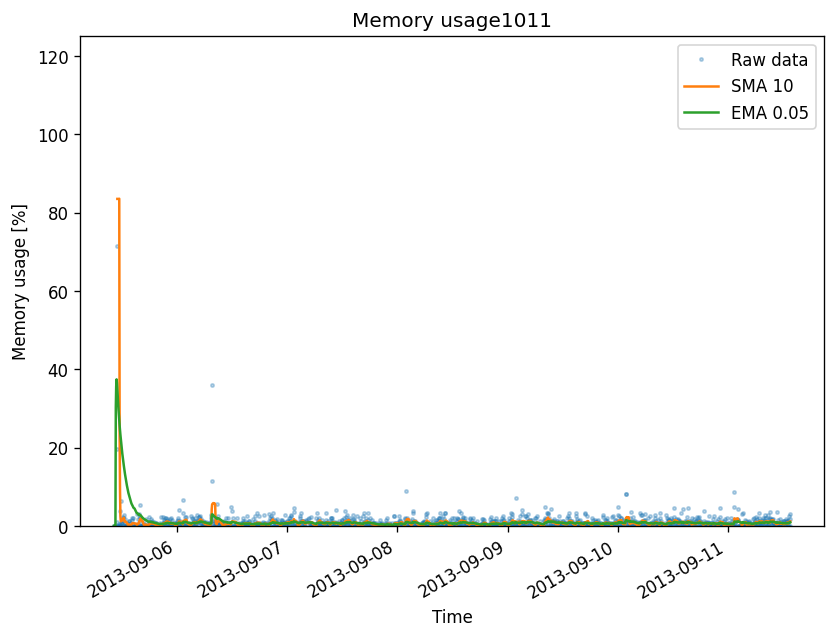 Memory usage1011
Raw data
SMA 10
EMA 0.05
Memory usage [%]
120
100
80
60
40
20
0
2013-09-06
2013-09-07
2013-09-08
2013-09-09
2013-09-10
2013-09-11
Time